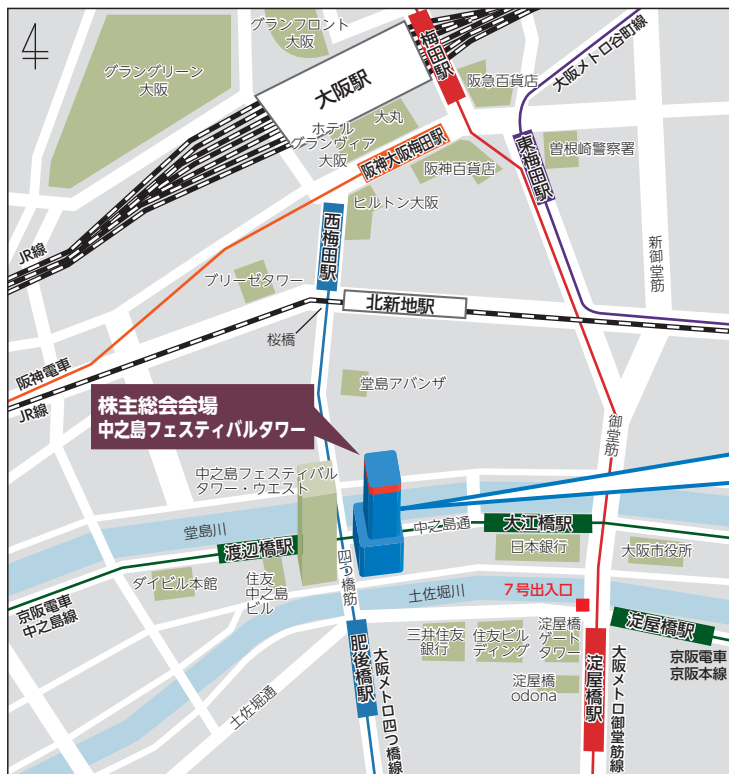 4
グランフロント
大阪
グラングリーン
大阪
大阪駅
梅田駅
阪急百貨店
大阪メトロ谷町線
大丸
ホテル
グランヴィア
大阪
阪神大阪梅田駅
阪神百貨店
東梅田駅
曽根崎警察署
ヒルトン大阪
西梅田駅
新御堂筋
JR線
ブリーゼタワー
北新地駅
桜橋
阪神電車
JR線
堂島アバンザ
株主総会会場
中之島フェスティバルタワー
御堂筋
中之島フェスティバル
タワー・ウエスト
堂島川
中之島通
大江橋駅
渡辺橋駅
日本銀行
大阪市役所
ダイビル本館
住友
中之島
ビル
四つ橋筋
土佐堀川
7号出入口
京阪電車
中之島線
淀屋橋駅
肥後橋駅
三井住友
銀行
住友ビル
ディング
淀屋橋
ゲート
タワー
京阪電車
京阪本線
大阪メトロ四つ橋線
淀屋橋
odona
淀屋橋駅
大阪メトロ御堂筋線
土佐堀通